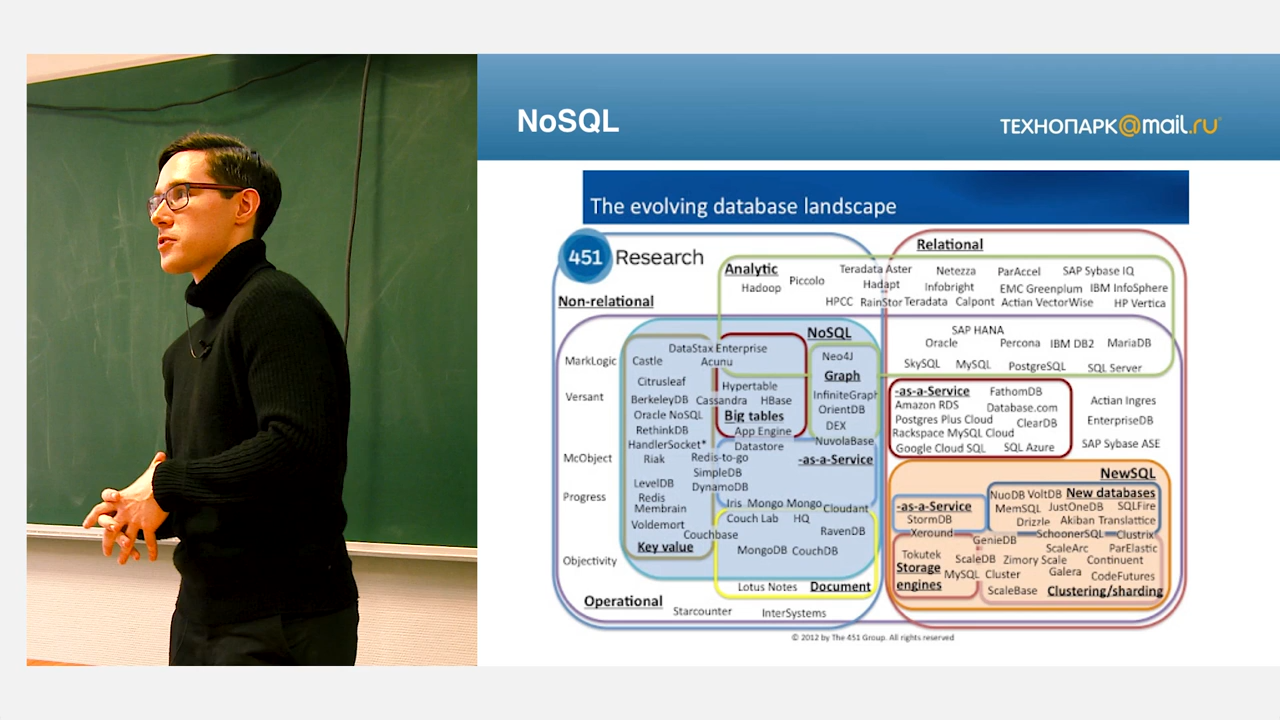 NoSQL
ТЕХНОПАРК@mail.ru
The evolving database landscape
451 Research
Non-relational
Relational
Analytic
Hadoop
Piccolo
Teradata Aster
Hadapt
HPCC
RainStor
Netezza
ParAccel
SAP Sybase IQ
Infobright
EMC Greenplum
IBM InfoSphere
Teradata
Calpont
Actian VectorWise
HP Vertica
NoSQL
SAP HANA
Oracle
Percona
IBM DB2
MariaDB
SkySQL
MySQL
PostgreSQL
SQL Server
MarkLogic
Versant
McObject
Progress
Objectivity
Operational
DataStax Enterprise
Castle
Acunu
Citrusleaf
BerkeleyDB
Oracle NoSQL
RethinkDB
HandlerSocket*
Riak
LevelDB
Redis
Membrain
Voldemort
Key value
Hypertable
Cassandra
HBase
Big tables
App Engine
Datastore
Redis-to-go
SimpleDB
DynamoDB
-as-a-Service
Neo4J
Graph
InfiniteGraph
OrientDB
DEX
NuvolaBase
Iris
Couch
Mongo
Lab
Mongo
HQ
Cloudant
Couchbase
RavenDB
MongoDB
CouchDB
Lotus Notes
Document
Starcounter
InterSystems
-as-a-Service
FathomDB
Amazon RDS
Database.com
Postgres Plus Cloud
ClearDB
Rackspace MySQL Cloud
Google Cloud SQL
SQL Azure
Actian Ingres
EnterpriseDB
SAP Sybase ASE
NewSQL
-as-a-Service
StormDB
Xeround
NuoDB
VoltDB
New databases
MemSQL
JustOneDB
SQLFire
Drizzle
Akiban
Translattice
SchoonerSQL
Clustrix
GenieDB
ScaleArc
ParElastic
Tokutek
ScaleDB
Zimory Scale
Continuent
Storage
engines
MySQL Cluster
Galera
CodeFutures
ScaleBase
Clustering/sharding
© 2012 by The 451 Group. All rights reserved